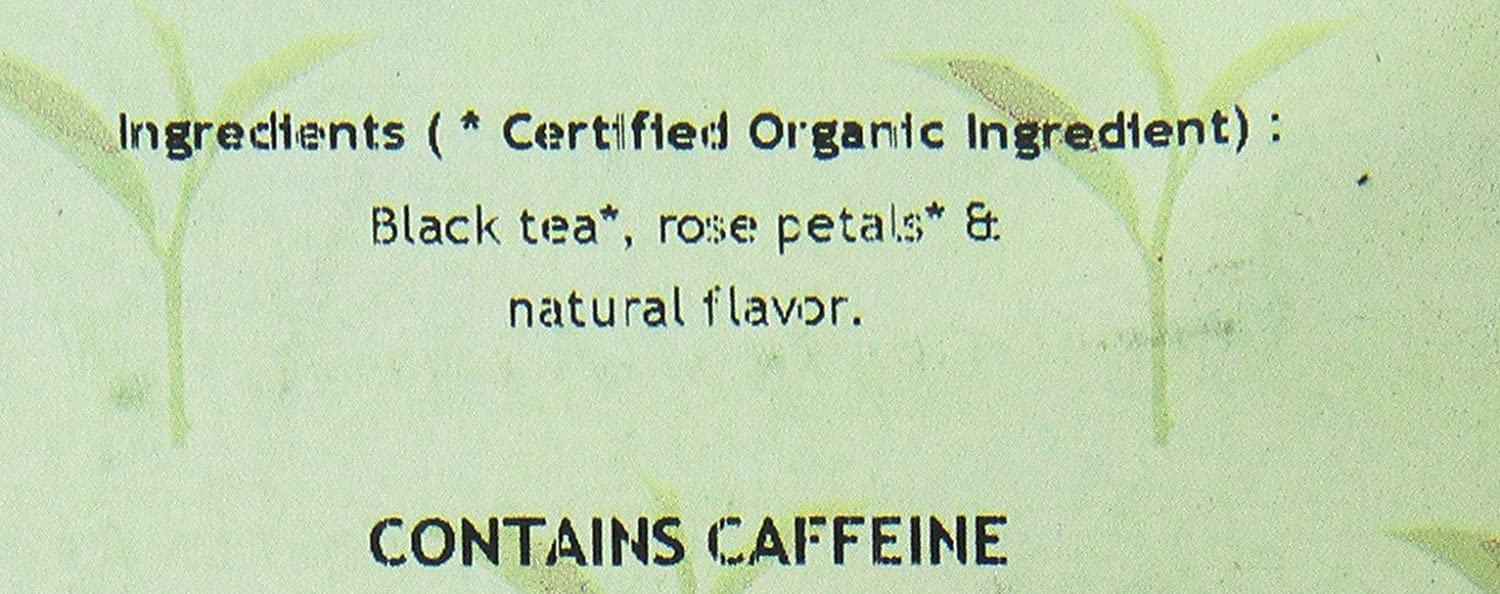 Ingredients ( * Certified Organic Ingredient) :
Black tea*, rose petals* &
natural flavor.
CONTAINS CAFFEINE